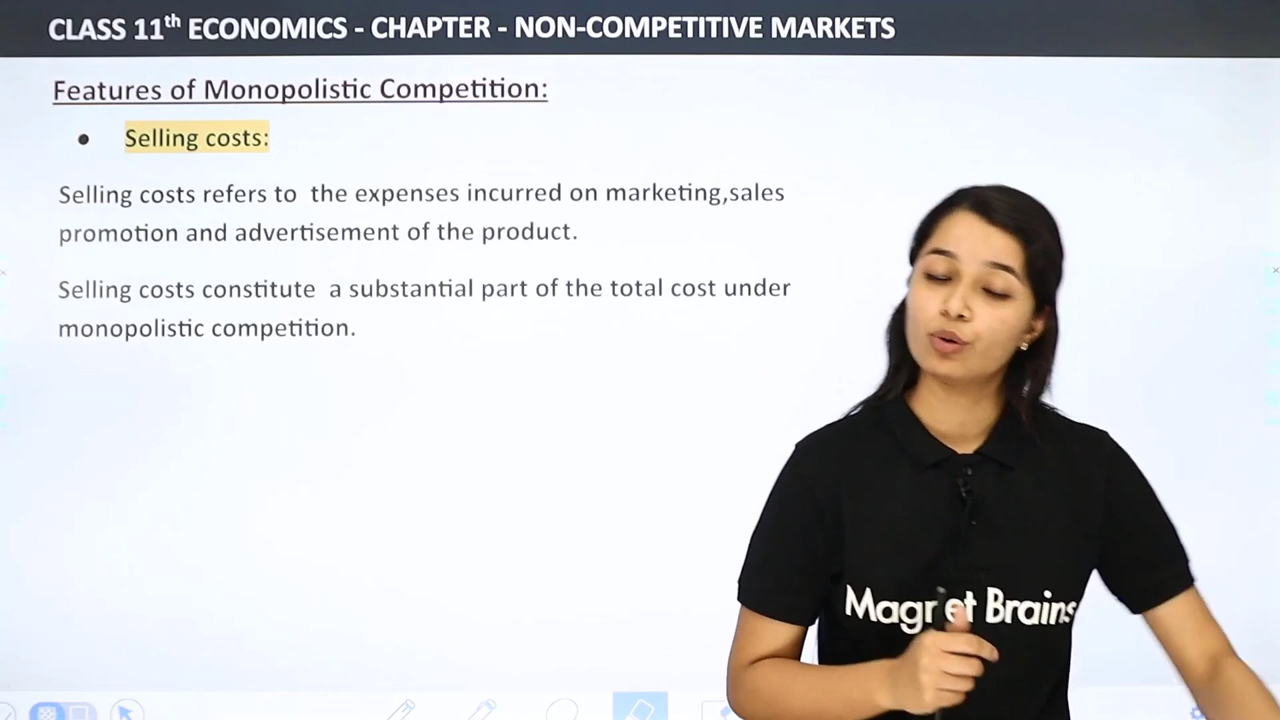 CLASS 11th ECONOMICS - CHAPTER - NON-COMPETITIVE MARKETS
Features of Monopolistic Competition:
● Selling costs:
Selling costs refers to the expenses incurred on marketing,sales
promotion and advertisement of the product.
Selling costs constitute a substantial part of the total cost under
monopolistic competition.
Magnet Brains